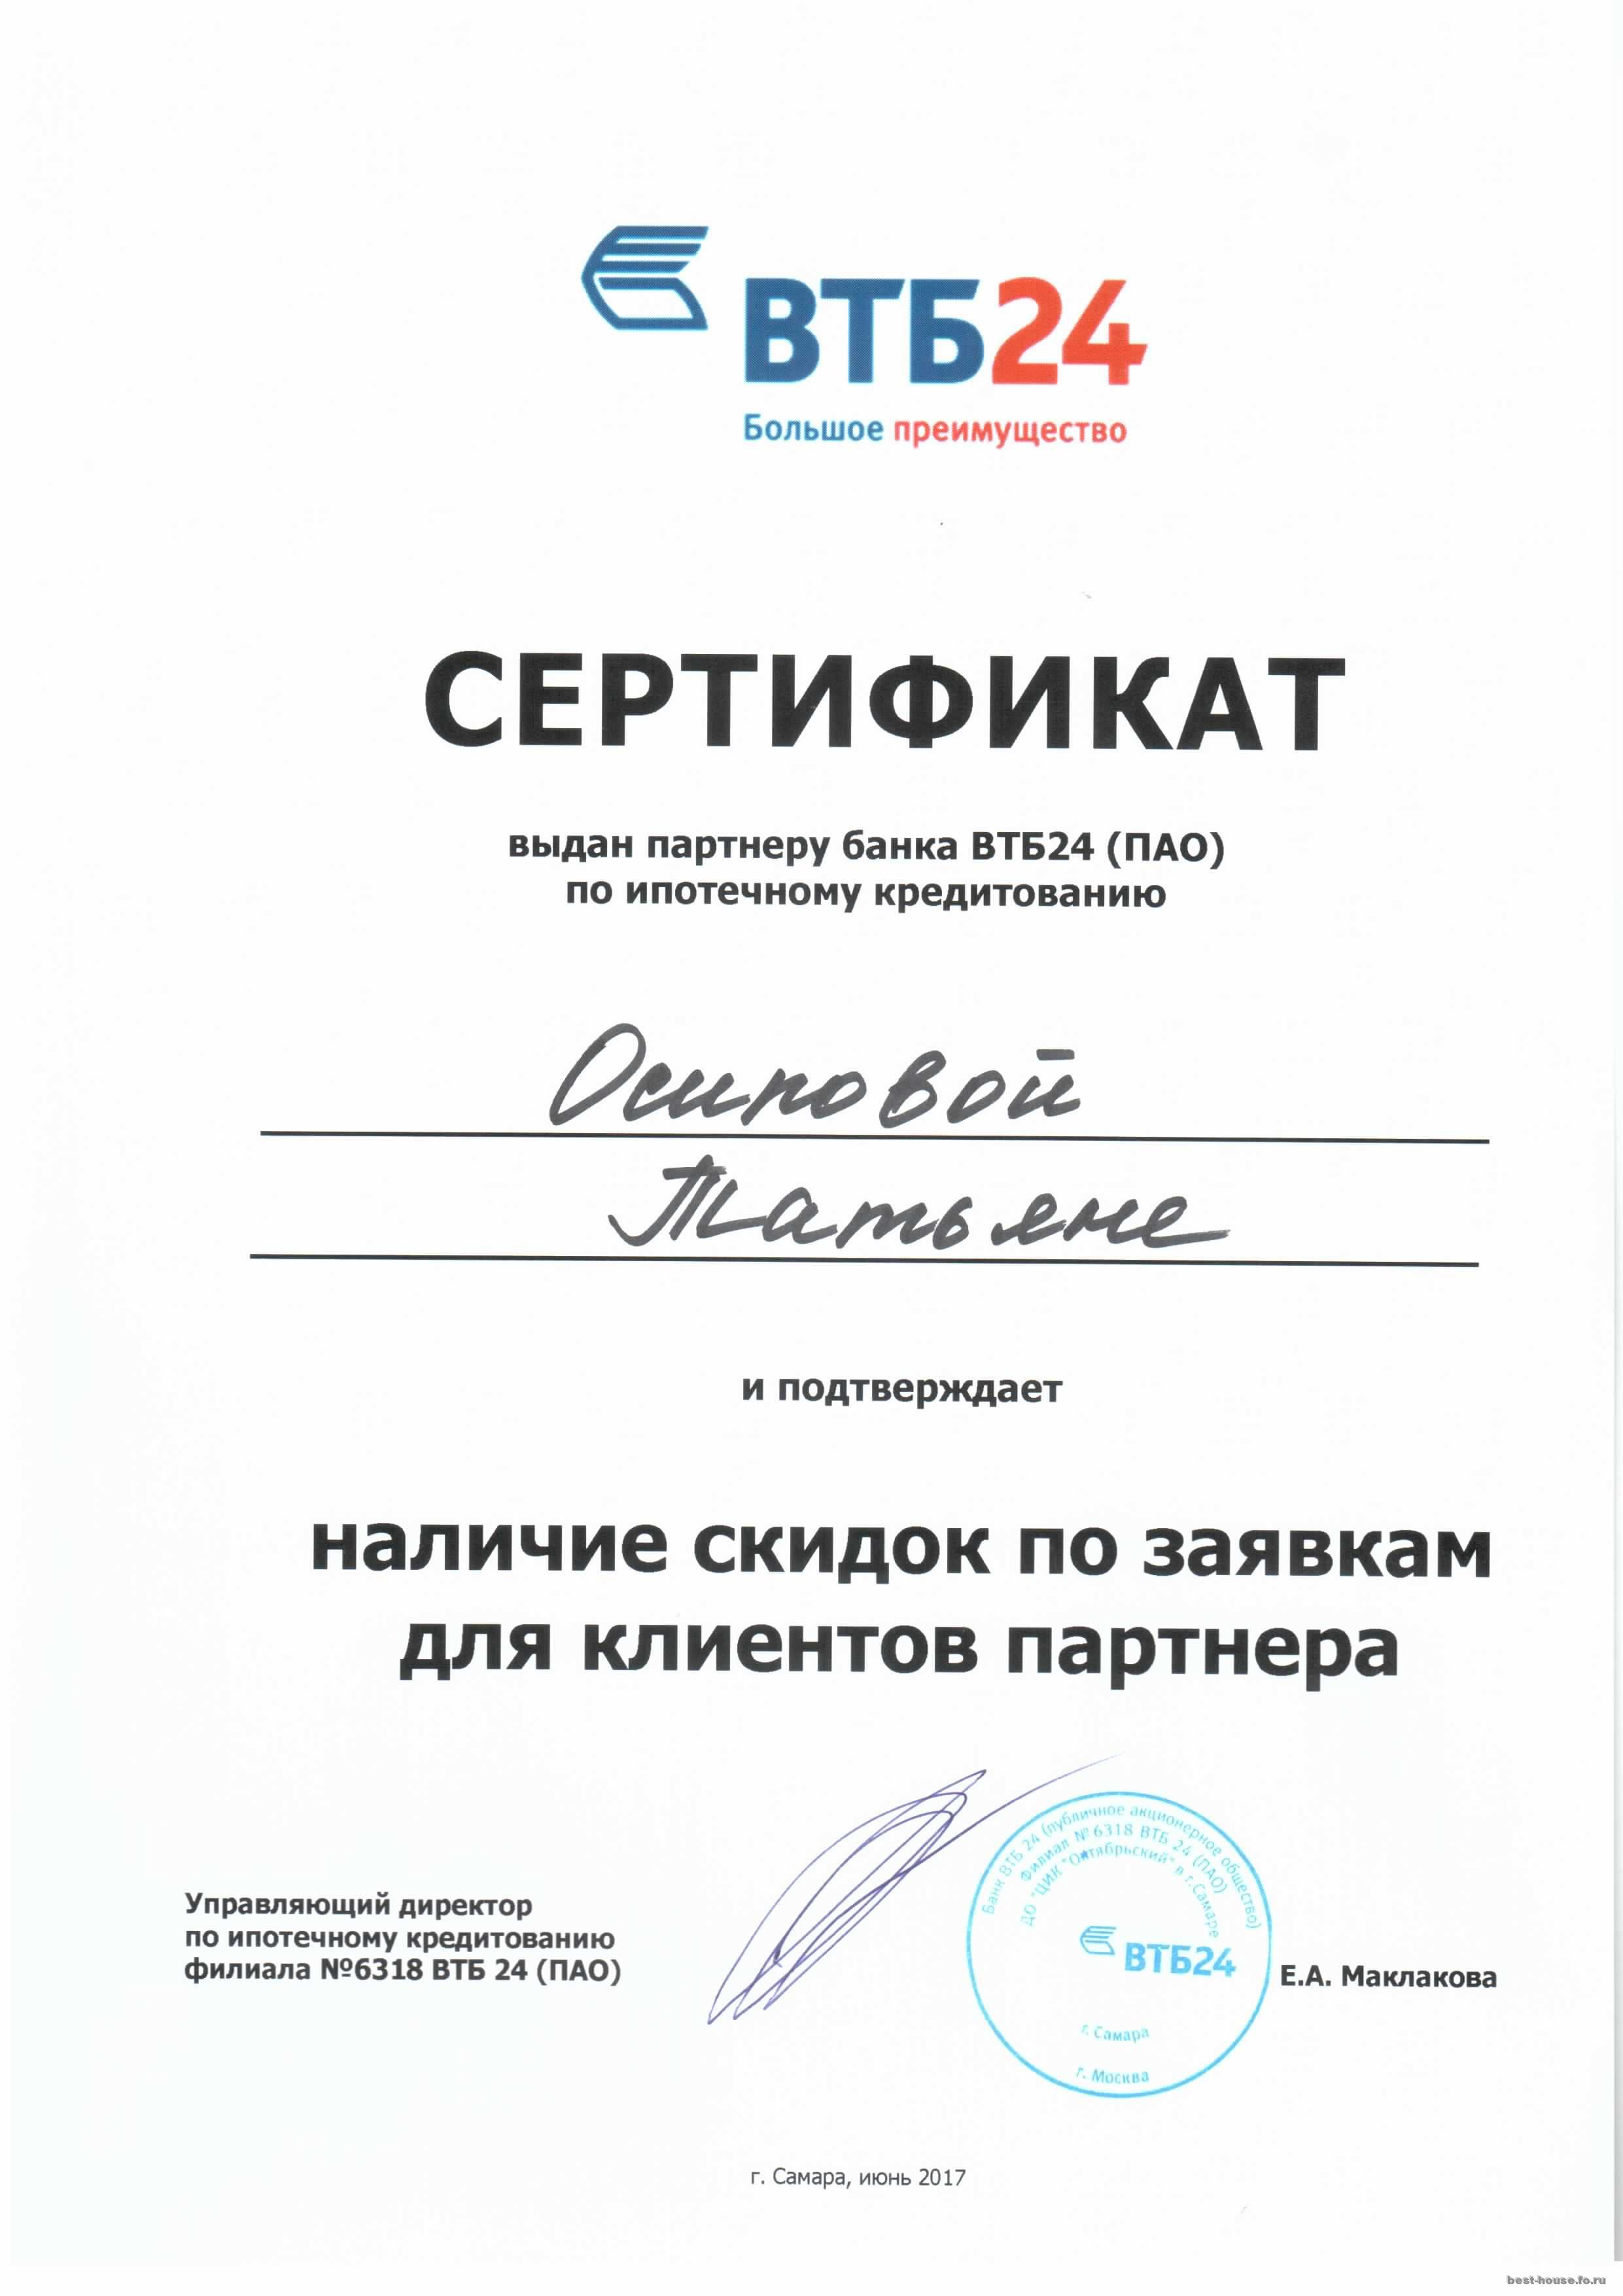 ВТБ24
Большое преимущество
СЕРТИФИКАТ
выдан партнеру банка ВТБ24 (ПАО)
по ипотечному кредитованию
Осиповой
Татьяне
и подтверждает
наличие скидок по заявкам
для клиентов партнера
Управляющий директор
по ипотечному кредитованию
филиала №6318 ВТБ 24 (ПАО)
Банк ВТБ 24 (публичное акционерное общество)
Филиал №6318 ВТБ 24 (ПАО)
ДО "ЦИК "Октябрьский" в г.Самаре
ВТБ24
г. Самара
г. Москва
Е.А. Маклакова
г. Самара, июнь 2017
best-house.fo.ru